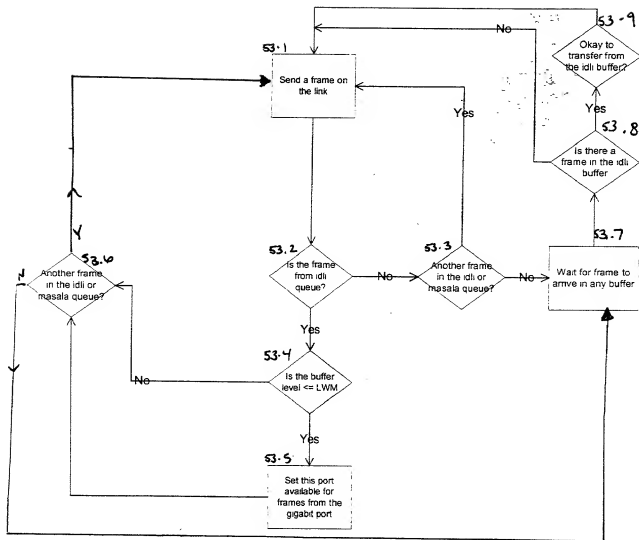 53.9
No
Okay to
transfer from
the idli buffer?
53.1
Send a frame on
the link
Yes
Yes
53.8
Is there a
frame in the idli
buffer
53.7
Wait for frame to
arrive in any buffer
Y
53.6
Another frame
in the idli or
masala queue?
N
53.2
Is the frame
from idli
queue?
No
53.3
Another frame
in the idli or
masala queue?
No
Yes
53.4
Is the buffer
level <= LWM
No
Yes
53.5
Set this port
available for
frames from the
gigabit port